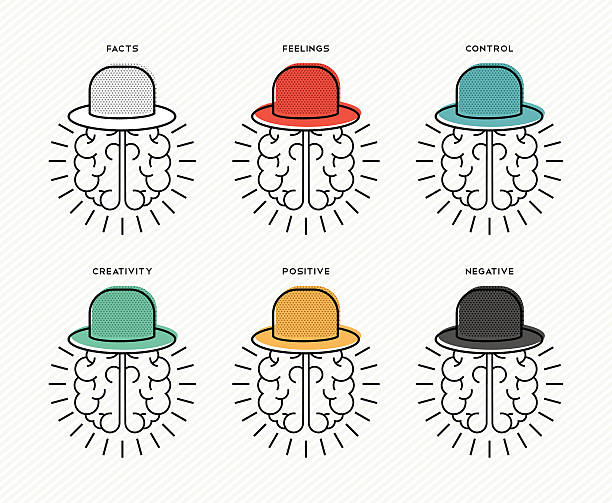 FACTS
FEELINGS
CONTROL
CREATIVITY
POSITIVE
NEGATIVE